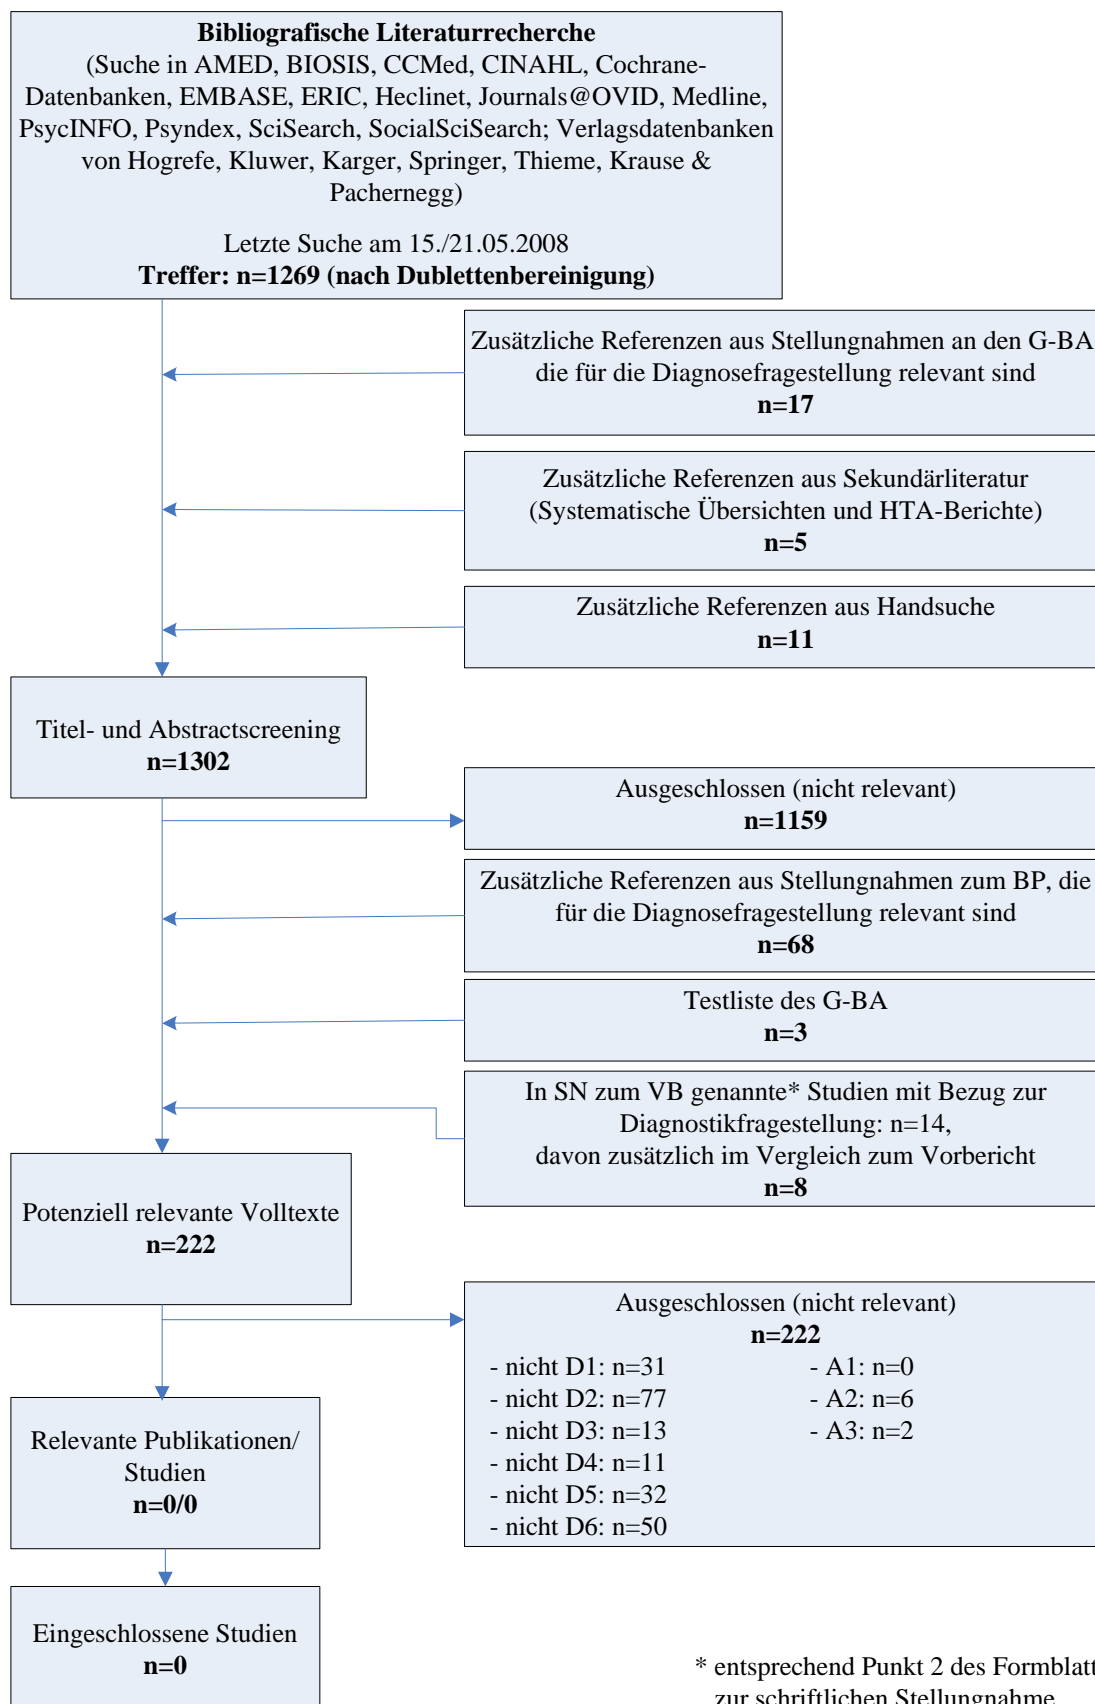 Bibliografische Literaturrecherche
(Suche in AMED, BIOSIS, CCMed, CINAHL, Cochrane-
Datenbanken, EMBASE, ERIC, Heclinet, Journals@OVID, Medline,
PsycINFO, Psyndex, SciSearch, SocialSciSearch; Verlagsdatenbanken
von Hogrefe, Kluwer, Karger, Springer, Thieme, Krause &
Pachernegg)
Letzte Suche am 15./21.05.2008
Treffer: n=1269 (nach Dublettenbereinigung)
Zusätzliche Referenzen aus Stellungnahmen an den G-BA
die für die Diagnosefragestellung relevant sind
n=17
Zusätzliche Referenzen aus Sekundärliteratur
(Systematische Übersichten und HTA-Berichte)
n=5
Zusätzliche Referenzen aus Handsuche
n=11
Titel- und Abstractscreening
n=1302
Ausgeschlossen (nicht relevant)
n=1159
Zusätzliche Referenzen aus Stellungnahmen zum BP, die
für die Diagnosefragestellung relevant sind
n=68
Testliste des G-BA
n=3
In SN zum VB genannte* Studien mit Bezug zur
Diagnostikfragestellung: n=14,
davon zusätzlich im Vergleich zum Vorbericht
n=8
Potenziell relevante Volltexte
n=222
Ausgeschlossen (nicht relevant)
n=222
- nicht D1: n=31 - A1: n=0
- nicht D2: n=77 - A2: n=6
- nicht D3: n=13 - A3: n=2
- nicht D4: n=11
- nicht D5: n=32
- nicht D6: n=50
Relevante Publikationen/
Studien
n=0/0
Eingeschlossene Studien
n=0
* entsprechend Punkt 2 des Formblatt
zur schriftlichen Stellungnahme